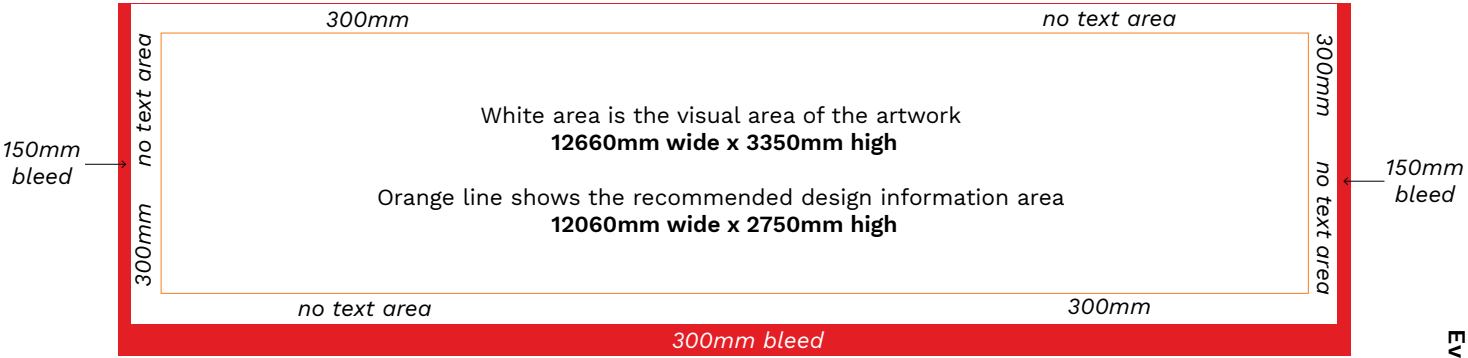 300mm
no text area
no text area
300mm
150mm
bleed
300mm
no text area
150mm
bleed
White area is the visual area of the artwork
12660mm wide x 3350mm high
Orange line shows the recommended design information area
12060mm wide x 2750mm high
no text area
300mm
300mm bleed
Ev